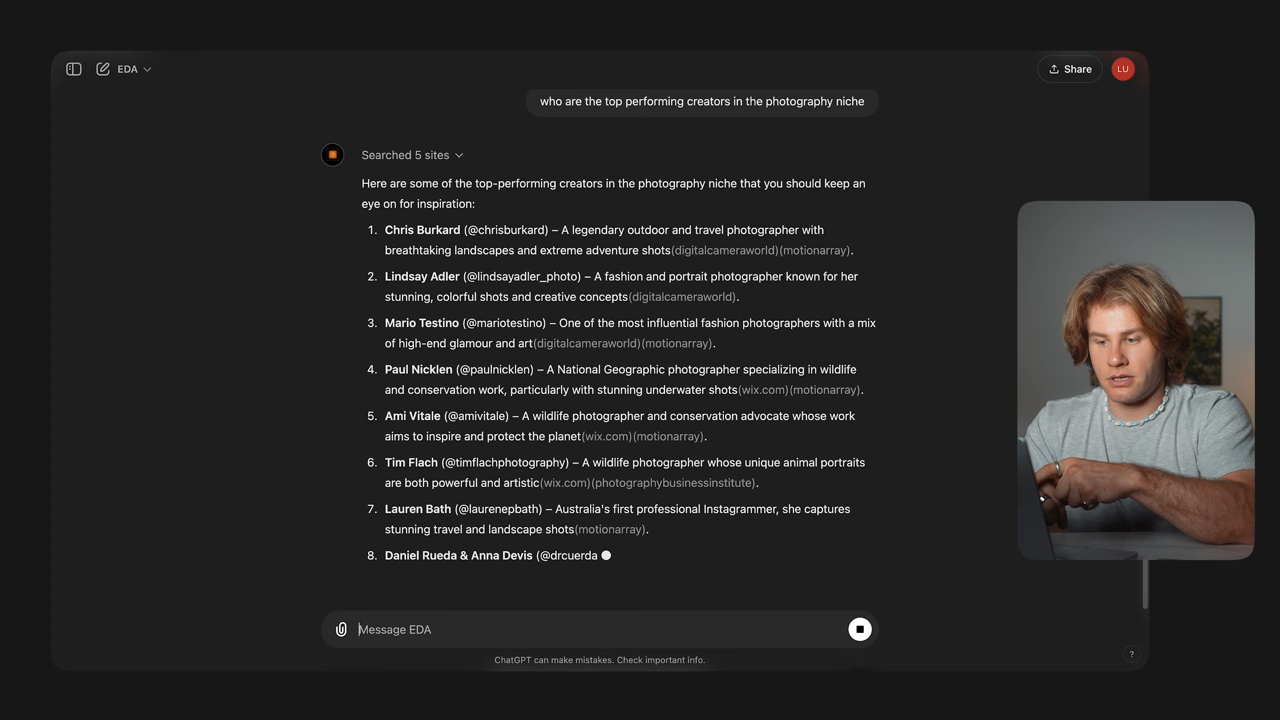 EDA
Share
LU
who are the top performing creators in the photography niche
Searched 5 sites
Here are some of the top-performing creators in the photography niche that you should keep an
eye on for inspiration:
1. Chris Burkard (@chrisburkard) – A legendary outdoor and travel photographer with
breathtaking landscapes and extreme adventure shots(digitalcameraworld)(motionarray).
2. Lindsay Adler (@lindsayadler_photo) – A fashion and portrait photographer known for her
stunning, colorful shots and creative concepts(digitalcameraworld).
3. Mario Testino (@mariotestino) – One of the most influential fashion photographers with a mix
of high-end glamour and art(digitalcameraworld)(motionarray).
4. Paul Nicklen (@paulnicklen) – A National Geographic photographer specializing in wildlife
and conservation work, particularly with stunning underwater shots(wix.com)(motionarray).
5. Ami Vitale (@amivitale) – A wildlife photographer and conservation advocate whose work
aims to inspire and protect the planet(wix.com)(motionarray).
6. Tim Flach (@timflachphotography) – A wildlife photographer whose unique animal portraits
are both powerful and artistic(wix.com)(photographybusinessinstitute).
7. Lauren Bath (@laurenepbath) – Australia's first professional Instagrammer, she captures
stunning travel and landscape shots(motionarray).
8. Daniel Rueda & Anna Devis (@drcuerda
Message EDA
ChatGPT can make mistakes. Check important info.
?